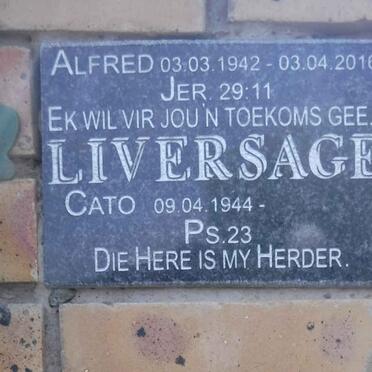 ALFRED 03.03.1942 - 03.04.2016
JER. 29:11
EK WIL VIR JOU 'N TOEKOMS GEE.
LIVERSAGE
CATO 09.04.1944 -
PS.23
DIE HERE IS MY HERDER.